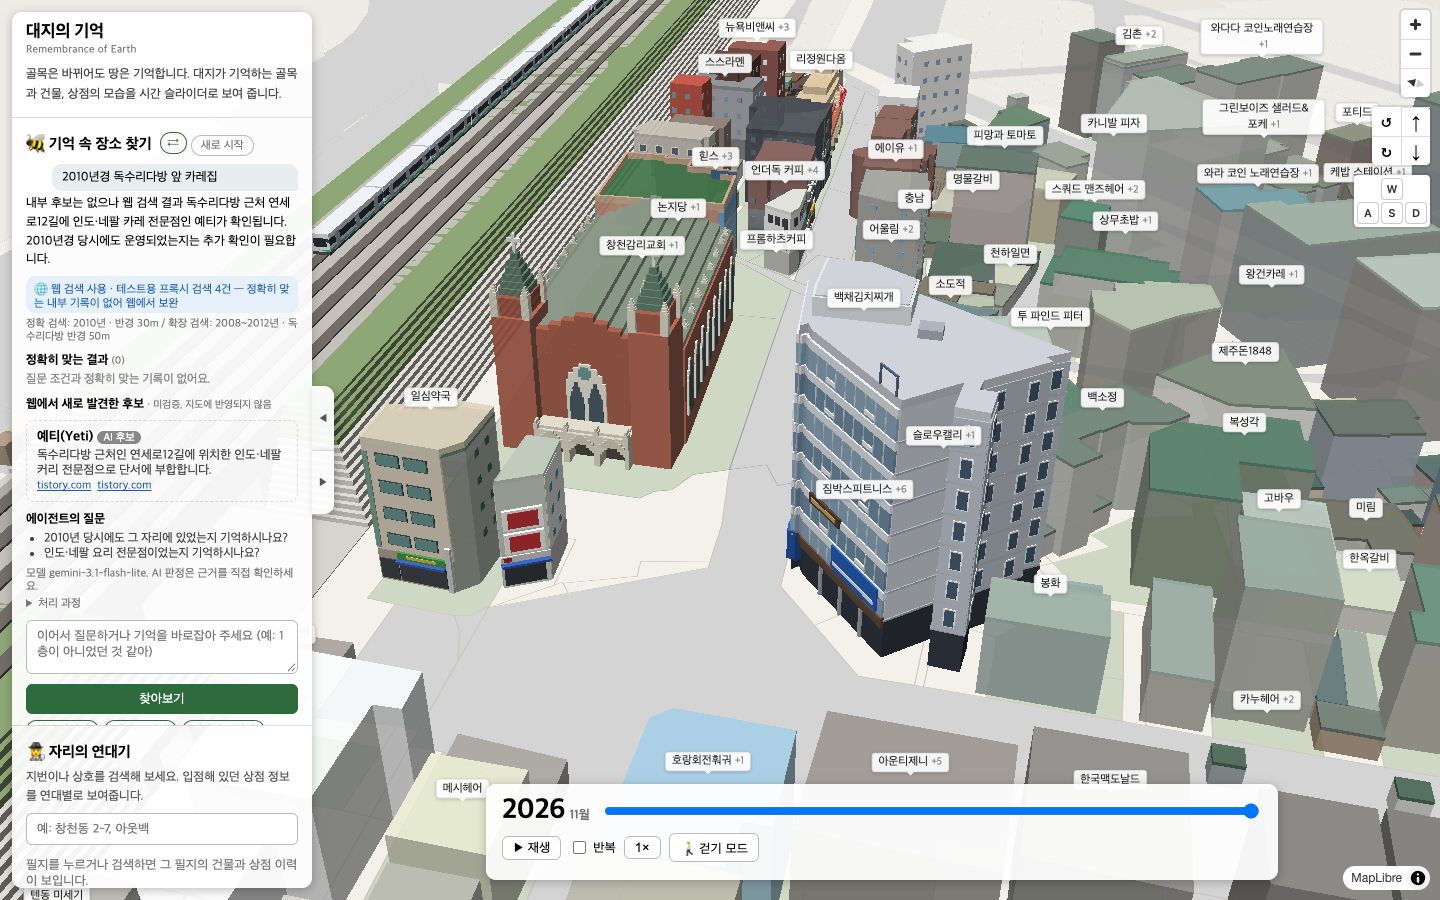 대지의 기억
Remembrance of Earth
골목은 바뀌어도 땅은 기억합니다. 대지가 기억하는 골목
과 건물, 상점의 모습을 시간 슬라이더로 보여 줍니다.
기억 속 장소 찾기
새로 시작
2010년경 독수리다방 앞 카레집
내부 후보는 없으나 웹 검색 결과 독수리다방 근처 연세
로12길에 인도·네팔 카레 전문점인 예티가 확인됩니다.
2010년경 당시에도 운영되었는지는 추가 확인이 필요합
니다.
웹 검색 사용 · 테스트용 프록시 검색 4건 — 정확히 맞
는 내부 기록이 없어 웹에서 보완
정확 검색: 2010년 · 반경 30m / 확장 검색: 2008~2012년 · 독
수리다방 반경 50m
정확히 맞는 결과 (0)
질문 조건과 정확히 맞는 기록이 없어요.
웹에서 새로 발견한 후보 · 미검증, 지도에 반영되지 않음
예티(Yeti) AI 후보
독수리다방 근처인 연세로12길에 위치한 인도·네팔
커리 전문점으로 단서에 부합합니다.
tistory.com tistory.com
에이전트의 질문
2010년 당시에도 그 자리에 있었는지 기억하시나요?
인도·네팔 요리 전문점이었는지 기억하시나요?
모델 gemini-3.1-flash-lite. AI 판정은 근거를 직접 확인하세
요.
처리 과정
이어서 질문하거나 기억을 바로잡아 주세요 (예: 1
층이 아니었던 것 같아)
찾아보기
자리의 연대기
지번이나 상호를 검색해 보세요. 입점해 있던 상점 정보
를 연대별로 보여줍니다.
예: 창천동 2-7, 아웃백
필지를 누르거나 검색하면 그 필지의 건물과 상점 이력
이 보입니다.
텐동 미세기
뉴욕비앤씨 +3
스스라멘
리정원다움
김촌 +2
와다다 코인노래연습장
+1
그린보이즈 샐러드&
포케 +1
포티드
카니발 피자
피망과 토마토
에이유 +1
힘스 +3
언더독 커피 +4
명물갈비
와라 코인 노래연습장 +1
케밥 스테이션 +1
스쿼드 맨즈헤어 +2
충남
논지당 +1
상무초밥 +1
어울림 +2
프롬하츠커피
창천감리교회 +1
천하일면
왕건카레 +1
소도적
백채김치찌개
투 파인드 피터
제주돈1848
일심약국
백소정
복성각
슬로우캘리 +1
짐박스피트니스 +6
고바우
미림
한옥갈비
봉화
카누헤어 +2
호랑회전훠궈 +1
아운티제니 +5
한국맥도날드
메시헤어
W
A S D
2026 11월
재생
반복
1×
걷기 모드
MapLibre